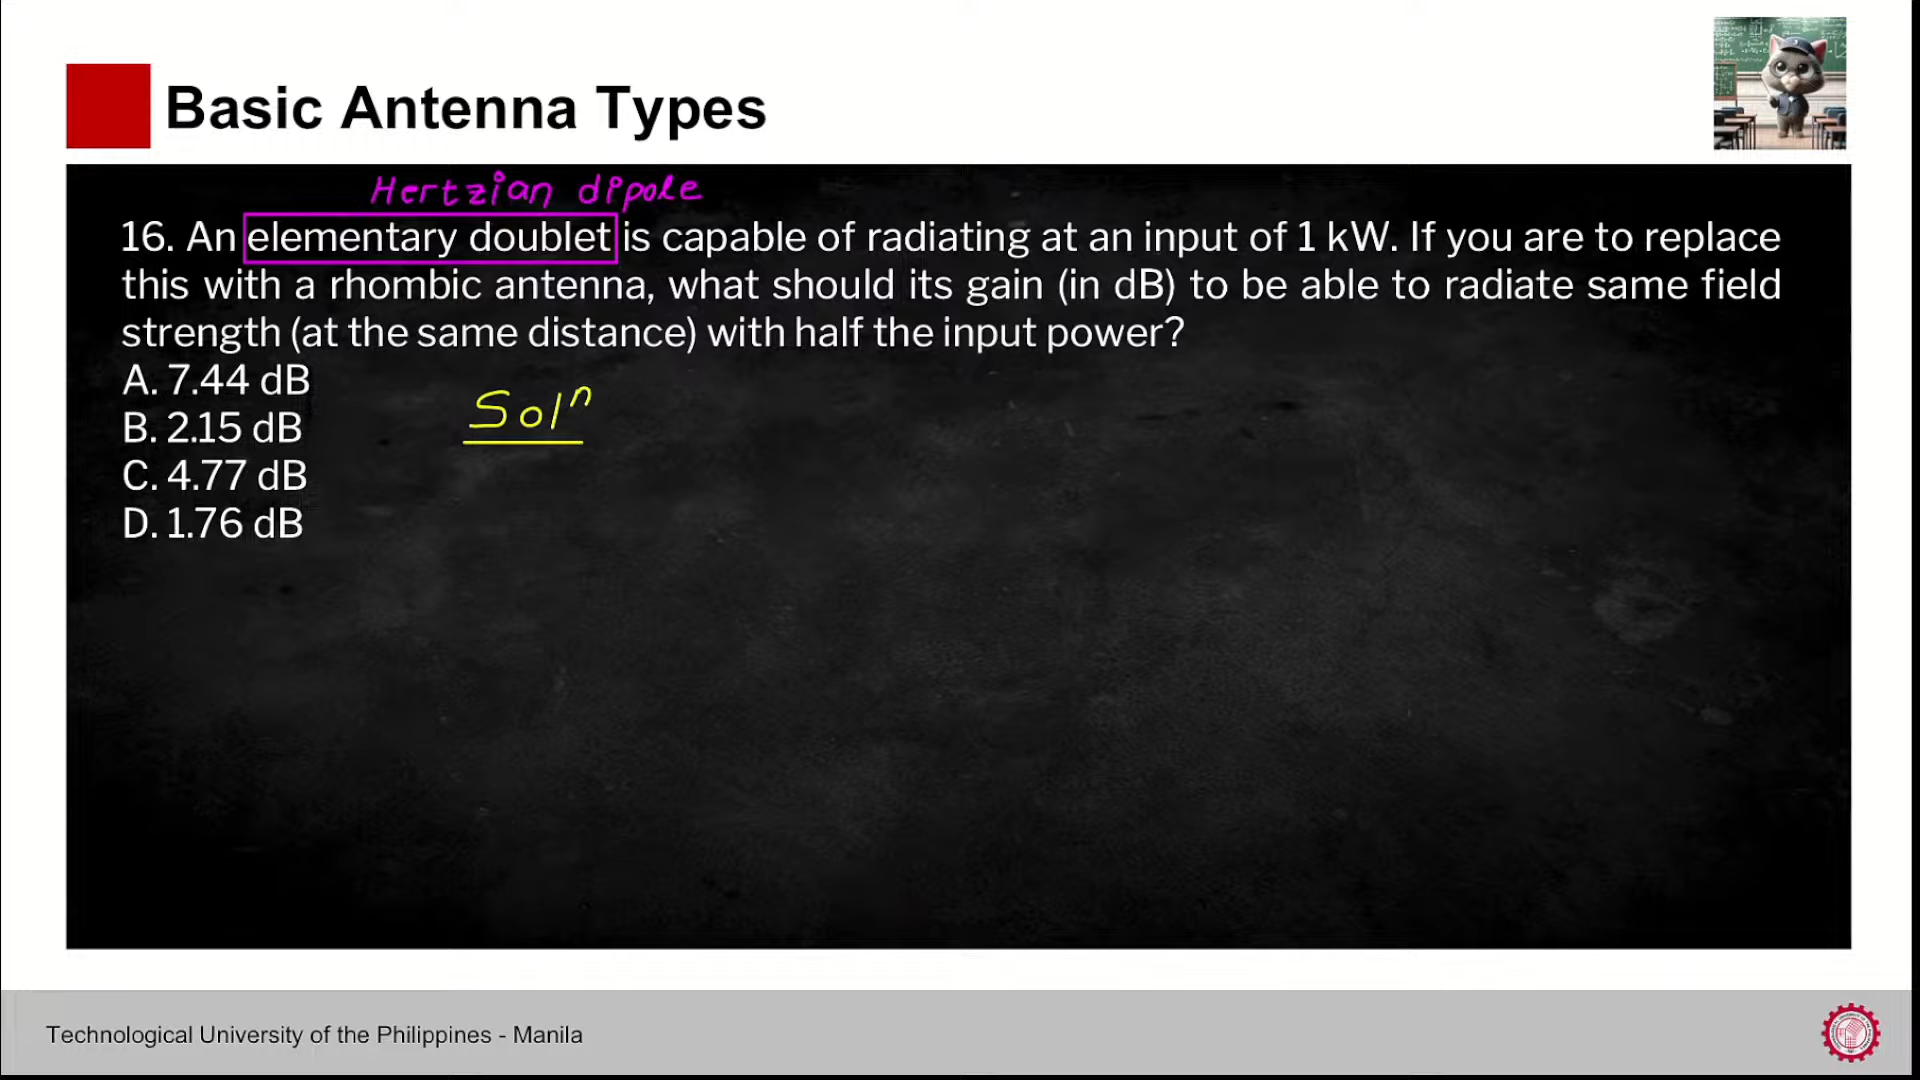 Basic Antenna Types
Hertzian dipole
16. An elementary doublet is capable of radiating at an input of 1 kW. If you are to replace
this with a rhombic antenna, what should its gain (in dB) to be able to radiate same field
strength (at the same distance) with half the input power?
A. 7.44 dB
B. 2.15 dB
C. 4.77 dB
D. 1.76 dB
Solⁿ
Technological University of the Philippines - Manila